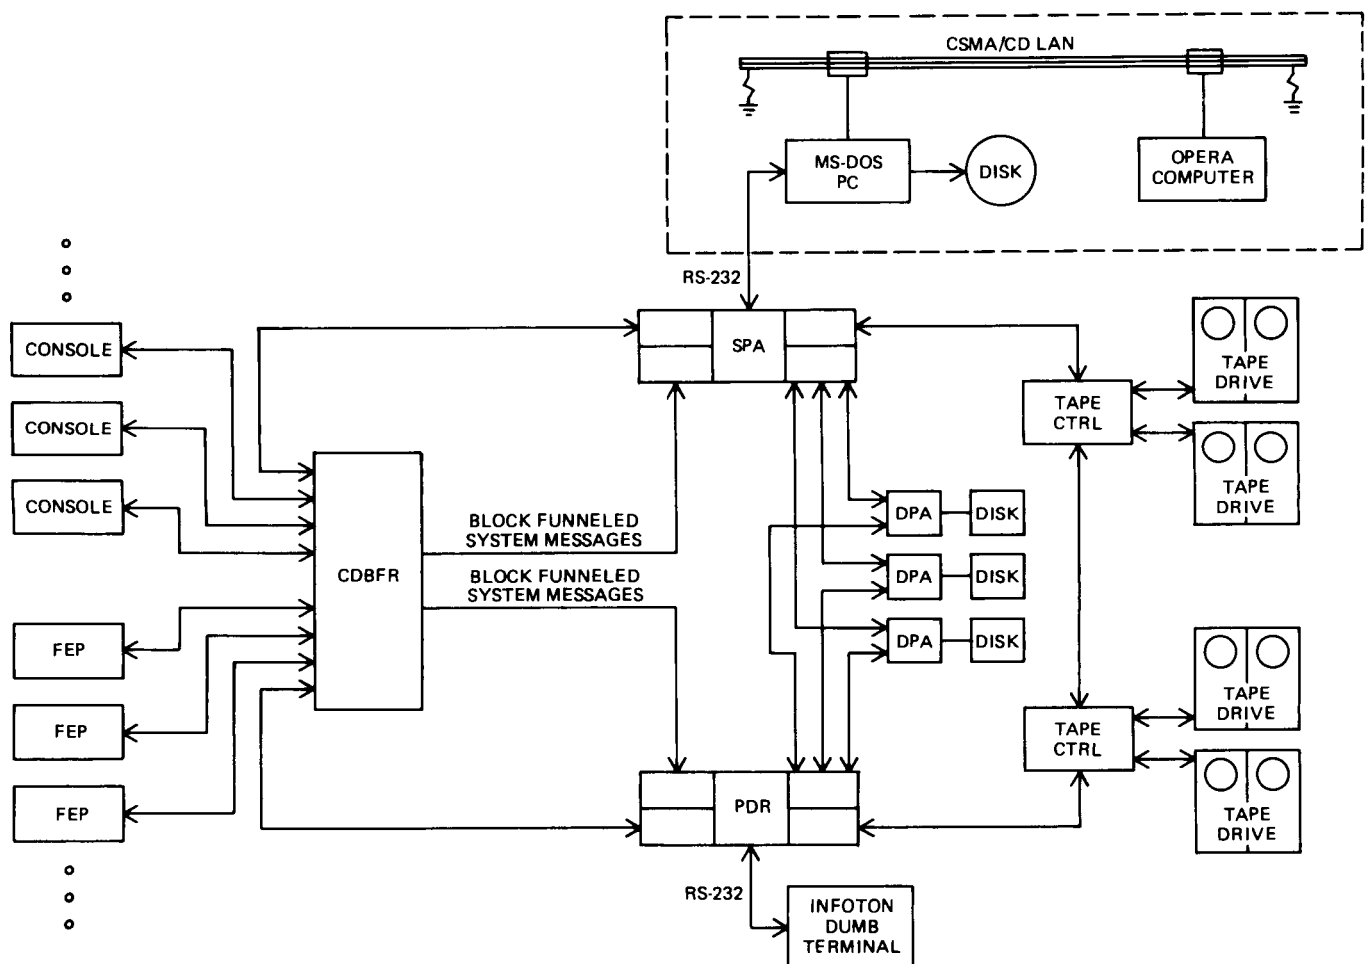 CSMA/CD LAN
MS-DOS
PC
DISK
OPERA
COMPUTER
RS-232
CONSOLE
CONSOLE
CONSOLE
SPA
TAPE
CTRL
TAPE
DRIVE
TAPE
DRIVE
BLOCK FUNNELED
SYSTEM MESSAGES
CDBFR
BLOCK FUNNELED
SYSTEM MESSAGES
DPA
DISK
DPA
DISK
DPA
DISK
FEP
FEP
FEP
TAPE
CTRL
TAPE
DRIVE
TAPE
DRIVE
PDR
RS-232
INFOTON
DUMB
TERMINAL